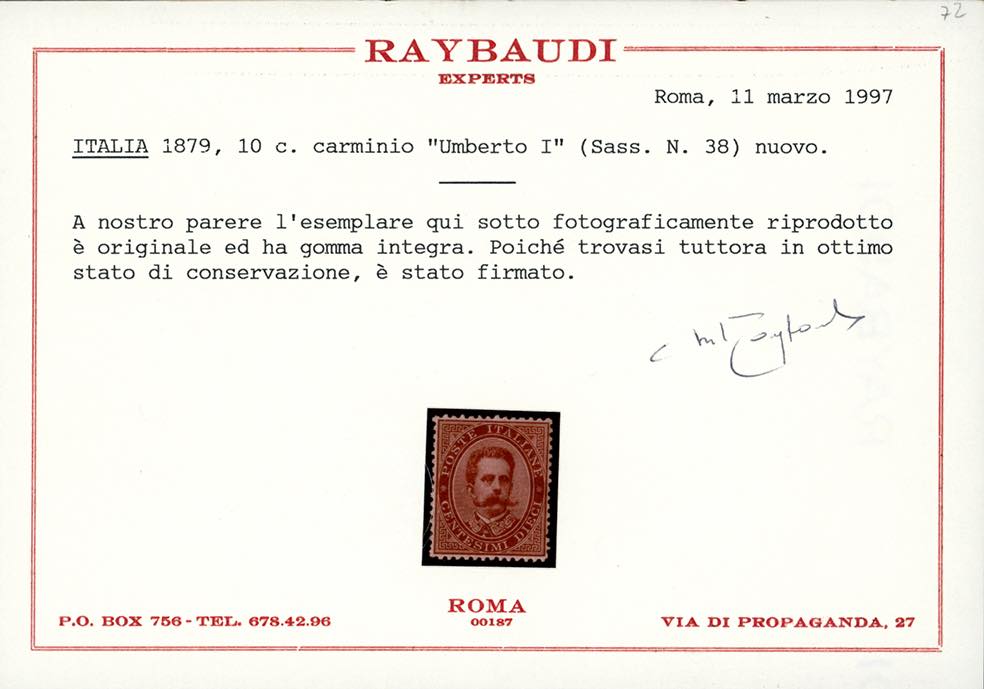 72
RAYBAUDI
EXPERTS
Roma, 11 marzo 1997
ITALIA 1879, 10 c. carminio "Umberto I" (Sass. N. 38) nuovo.
A nostro parere l'esemplare qui sotto fotograficamente riprodotto
è originale ed ha gomma integra. Poiché trovasi tuttora in ottimo
stato di conservazione, è stato firmato.
POSTE ITALIANE
CENTESIMI DIECI
ROMA
00187
P.O. BOX 756 - TEL. 678.42.96
VIA DI PROPAGANDA, 27